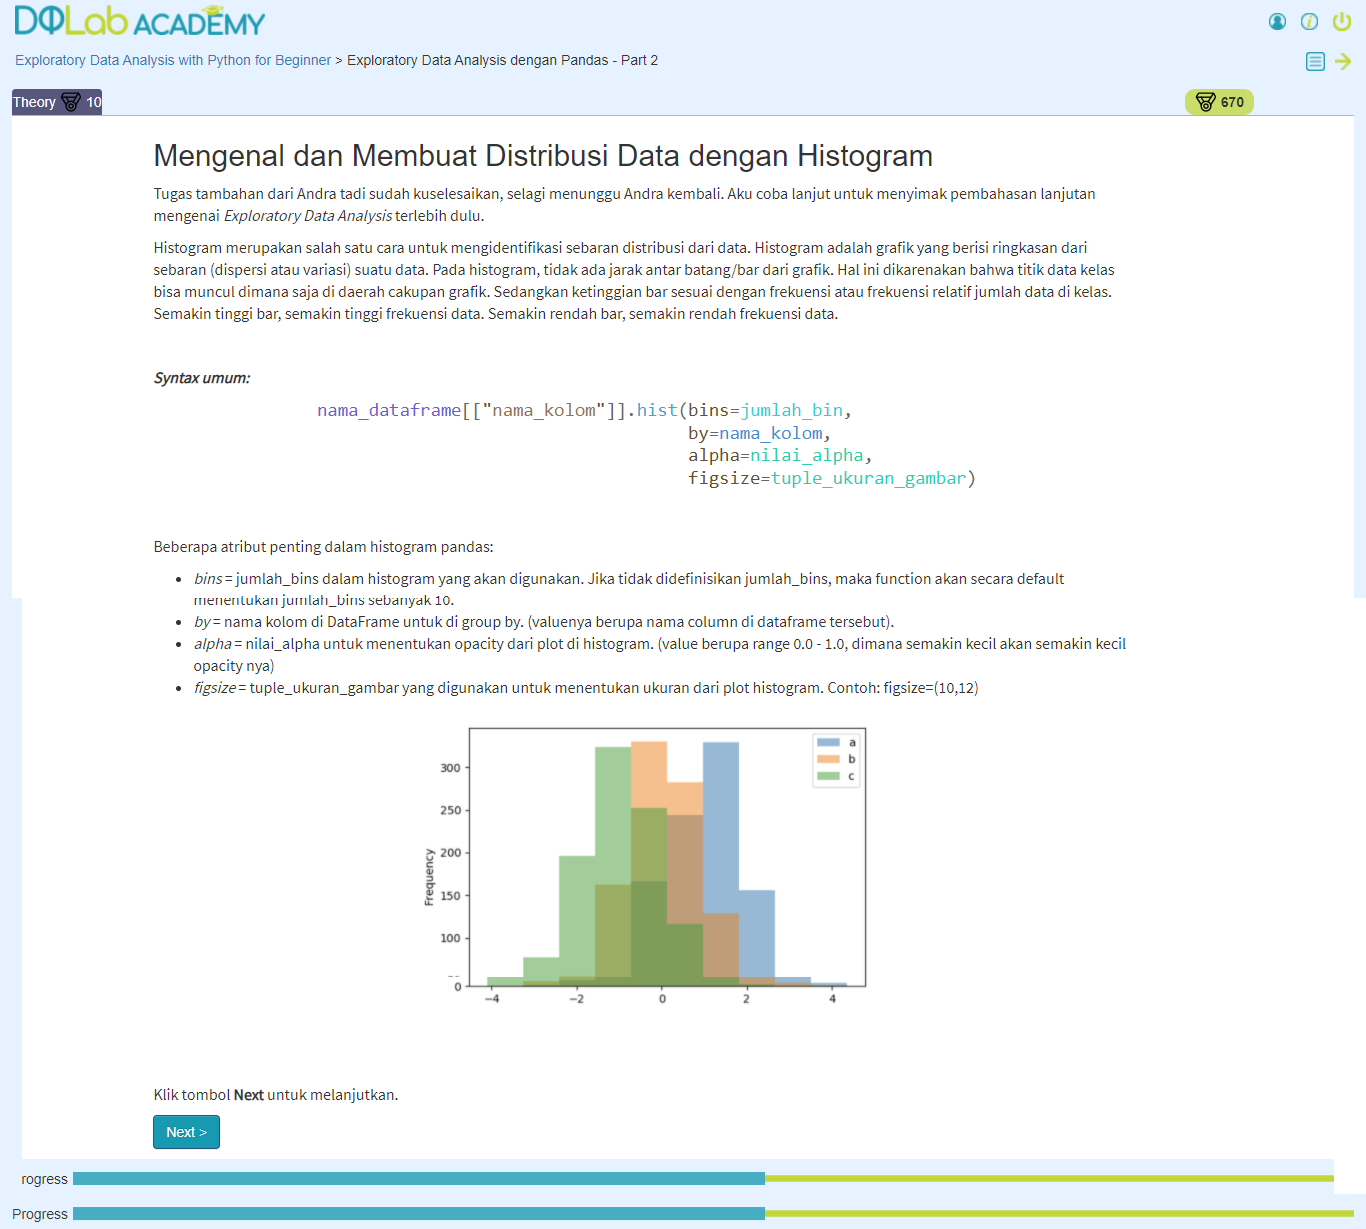 DQLab ACADEMY
Exploratory Data Analysis with Python for Beginner > Exploratory Data Analysis dengan Pandas - Part 2
Theory 10
670
Mengenal dan Membuat Distribusi Data dengan Histogram
Tugas tambahan dari Andra tadi sudah kuselesaikan, selagi menunggu Andra kembali. Aku coba lanjut untuk menyimak pembahasan lanjutan
mengenai Exploratory Data Analysis terlebih dulu.
Histogram merupakan salah satu cara untuk mengidentifikasi sebaran distribusi dari data. Histogram adalah grafik yang berisi ringkasan dari
sebaran (dispersi atau variasi) suatu data. Pada histogram, tidak ada jarak antar batang/bar dari grafik. Hal ini dikarenakan bahwa titik data kelas
bisa muncul dimana saja di daerah cakupan grafik. Sedangkan ketinggian bar sesuai dengan frekuensi atau frekuensi relatif jumlah data di kelas.
Semakin tinggi bar, semakin tinggi frekuensi data. Semakin rendah bar, semakin rendah frekuensi data.
Syntax umum:
nama_dataframe[["nama_kolom"]].hist(bins=jumlah_bin,
by=nama_kolom,
alpha=nilai_alpha,
figsize=tuple_ukuran_gambar)
Beberapa atribut penting dalam histogram pandas:
• bins = jumlah_bins dalam histogram yang akan digunakan. Jika tidak didefinisikan jumlah_bins, maka function akan secara default
menentukan jumlah_bins sebanyak 10.
• by = nama kolom di DataFrame untuk di group by. (valuenya berupa nama column di dataframe tersebut).
• alpha = nilai_alpha untuk menentukan opacity dari plot di histogram. (value berupa range 0.0 - 1.0, dimana semakin kecil akan semakin kecil
opacity nya)
• figsize = tuple_ukuran_gambar yang digunakan untuk menentukan ukuran dari plot histogram. Contoh: figsize=(10,12)
a
b
c
300
250
200
150
100
0
Frequency
−4 −2 0 2 4
Klik tombol Next untuk melanjutkan.
Next >
rogress
Progress